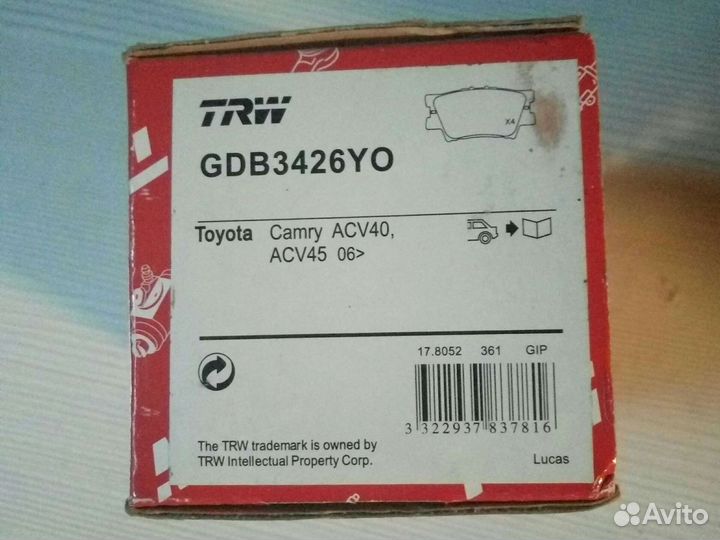 TRW
X4
GDB3426YO
Toyota Camry ACV40,
ACV45 06>
17.8052 361 GIP
3 322937 837816
The TRW trademark is owned by
TRW Intellectual Property Corp.
Lucas
Avito